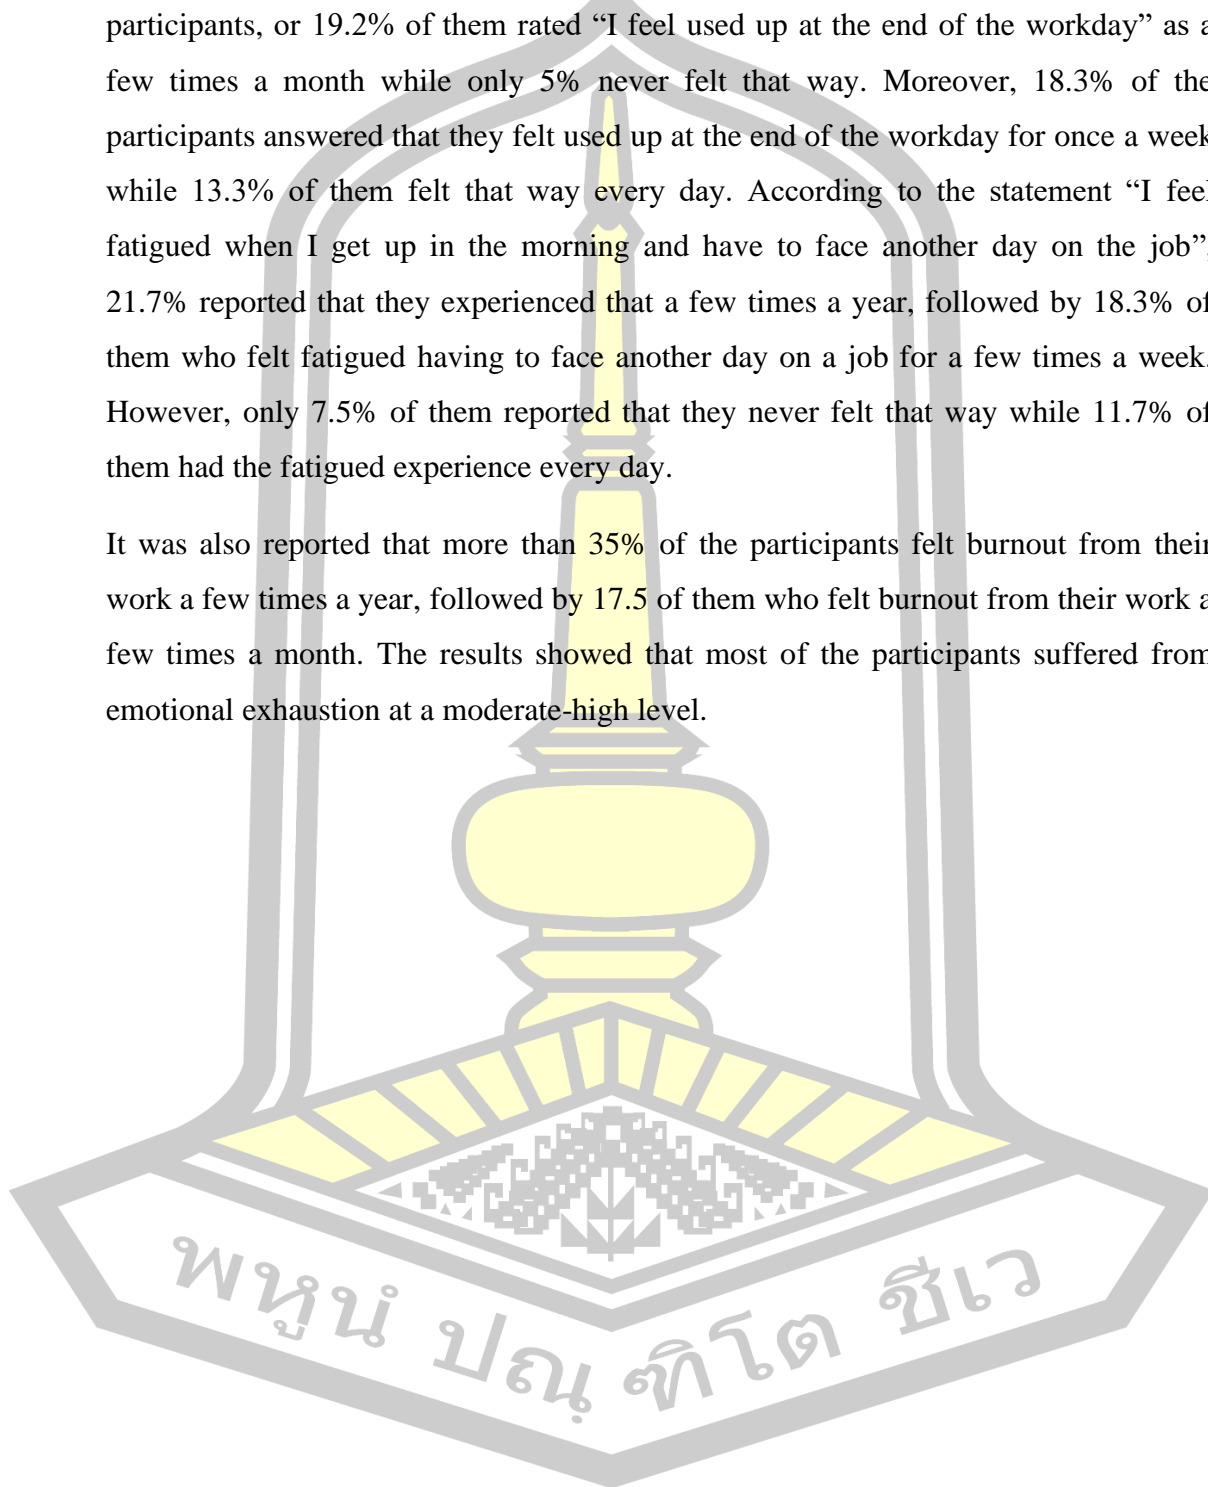 participants, or 19.2% of them rated “I feel used up at the end of the workday” as a
few times a month while only 5% never felt that way. Moreover, 18.3% of the
participants answered that they felt used up at the end of the workday for once a week
while 13.3% of them felt that way every day. According to the statement “I feel
fatigued when I get up in the morning and have to face another day on the job”,
21.7% reported that they experienced that a few times a year, followed by 18.3% of
them who felt fatigued having to face another day on a job for a few times a week.
However, only 7.5% of them reported that they never felt that way while 11.7% of
them had the fatigued experience every day.
It was also reported that more than 35% of the participants felt burnout from their
work a few times a year, followed by 17.5 of them who felt burnout from their work a
few times a month. The results showed that most of the participants suffered from
emotional exhaustion at a moderate-high level.
พหูนํ ปณฺฑิโต ชีเว